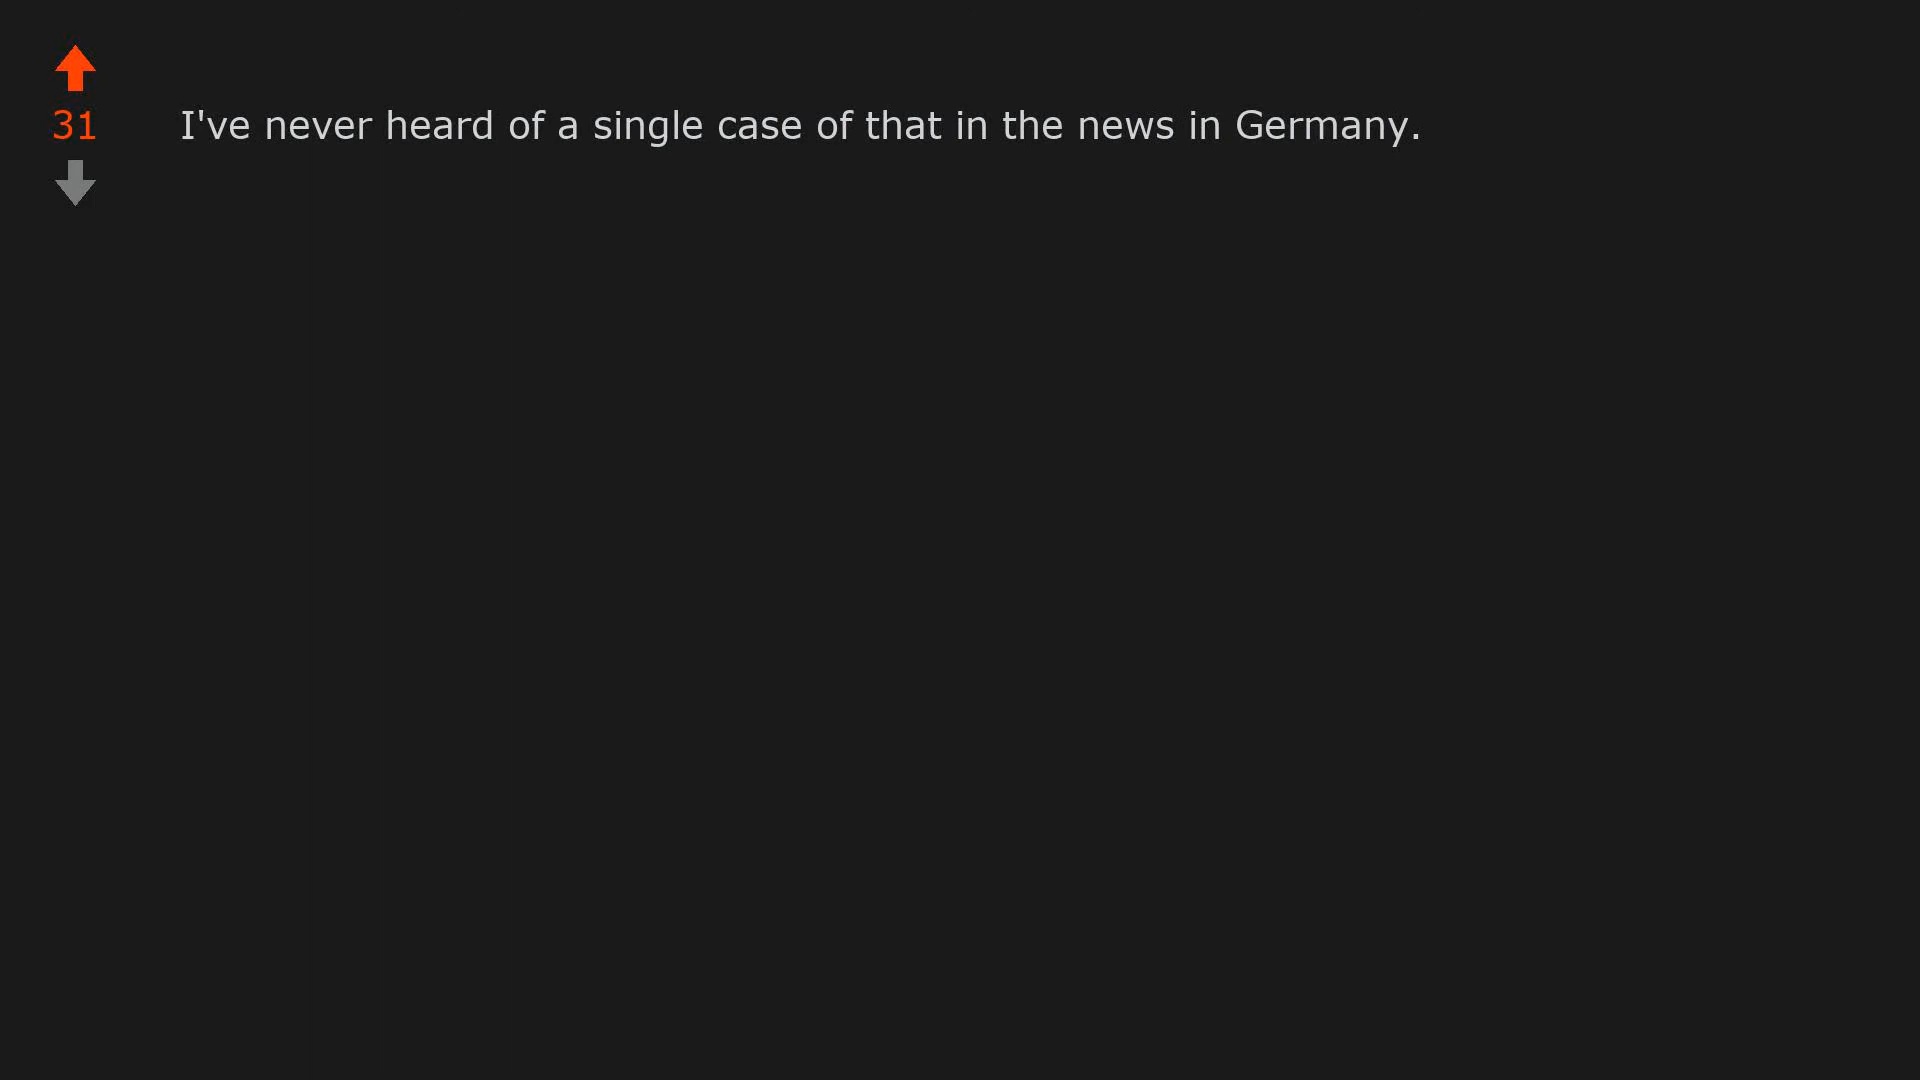 31 I've never heard of a single case of that in the news in Germany.